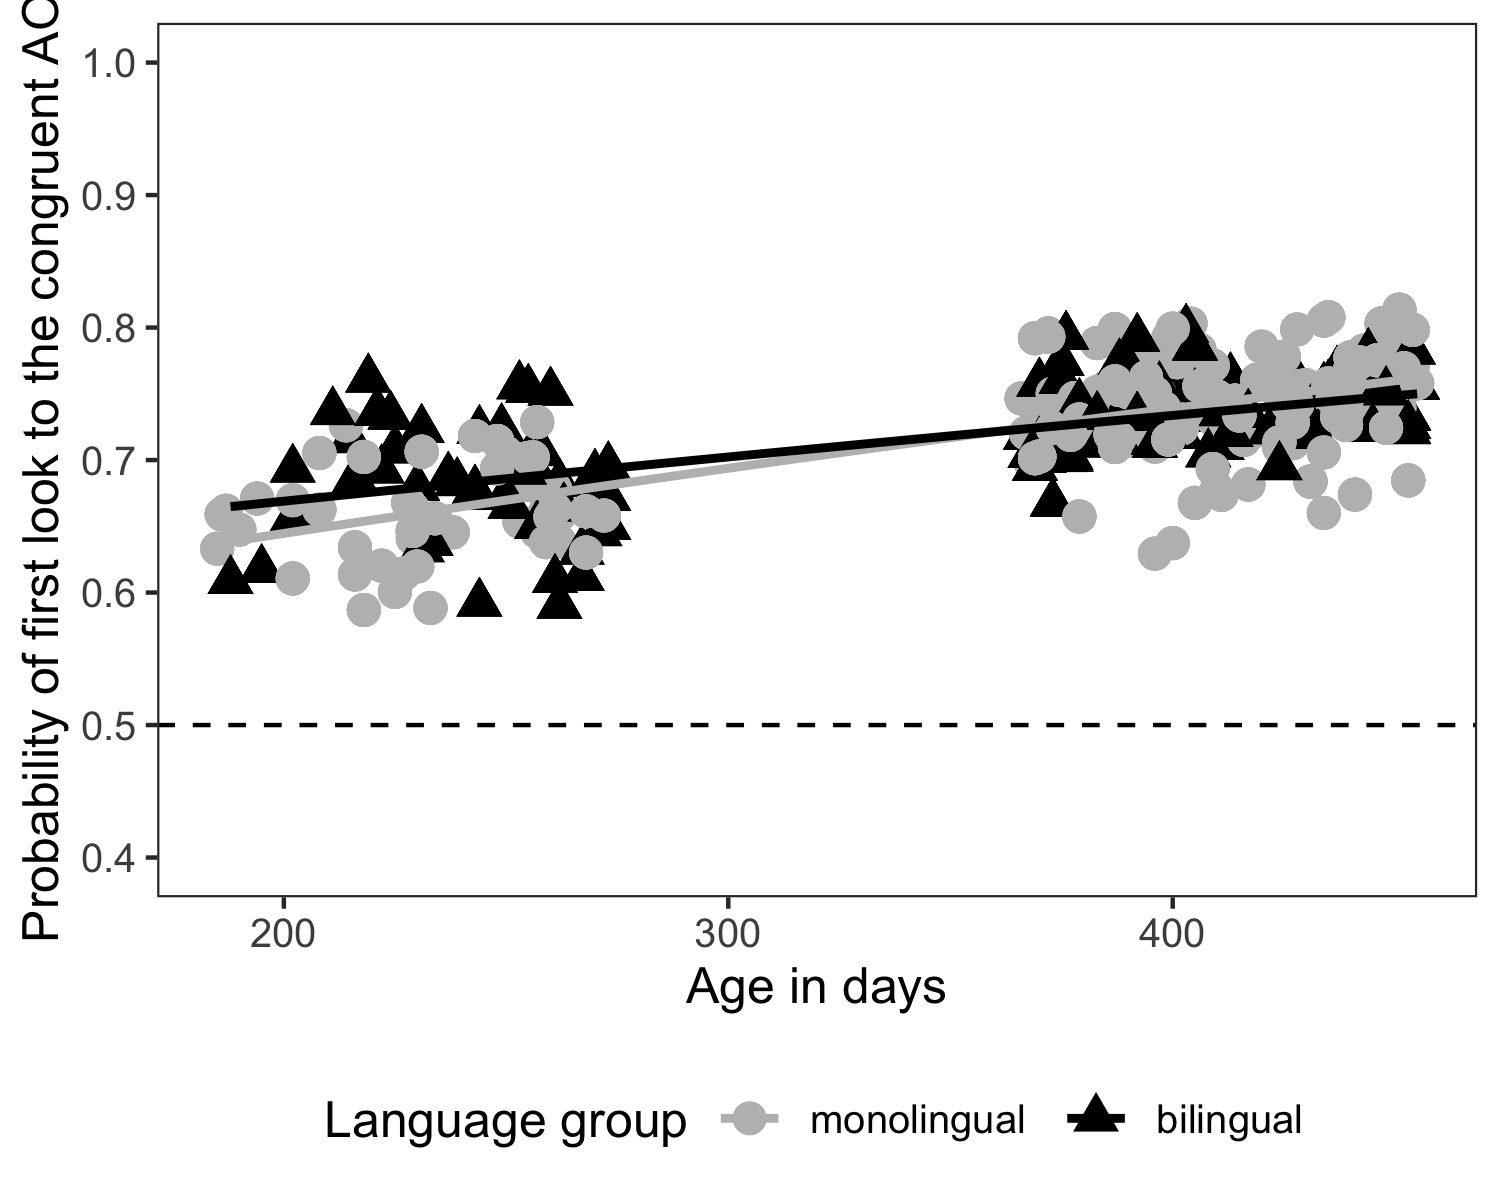 Probability of first look to the congruent AO
1.0
0.9
0.8
0.7
0.6
0.5
0.4
200
300
400
Age in days
Language group
monolingual
bilingual